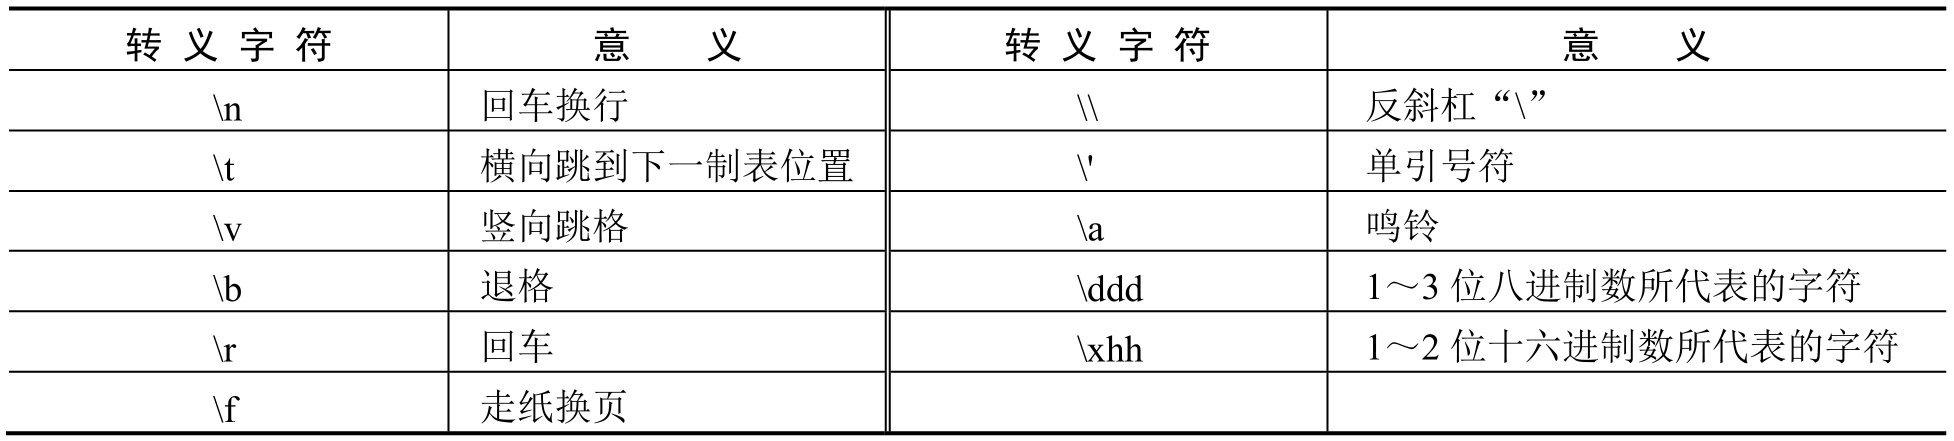 转义字符 意义 转义字符 意义
\n 回车换行 \\ 反斜杠“\”
\t 横向跳到下一制表位置 \' 单引号符
\v 竖向跳格 \a 鸣铃
\b 退格 \ddd 1～3 位八进制数所代表的字符
\r 回车 \xhh 1～2 位十六进制数所代表的字符
\f 走纸换页